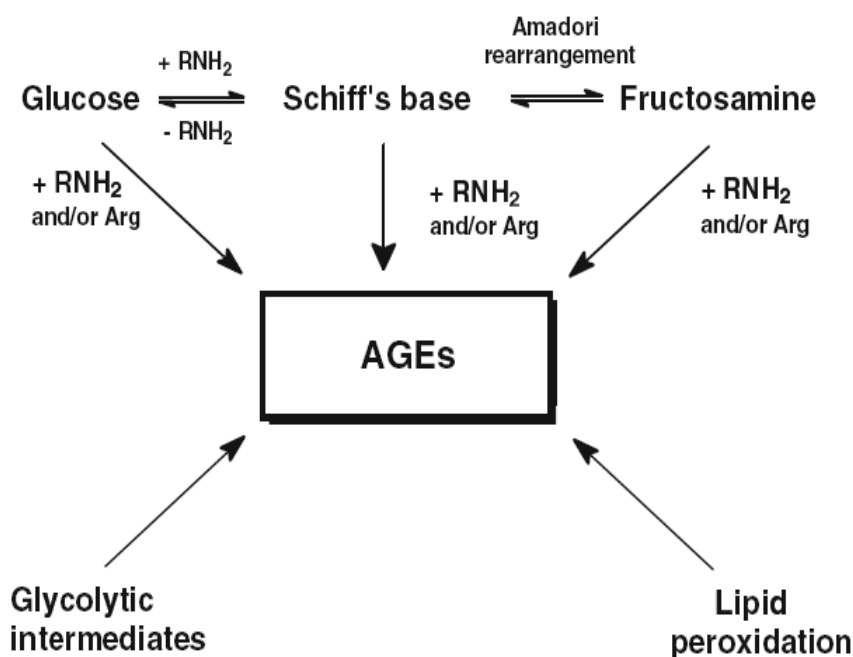 Amadori
rearrangement
+ RNH₂
Glucose Schiff's base Fructosamine
- RNH₂
+ RNH₂
and/or Arg
+ RNH₂
and/or Arg
+ RNH₂
and/or Arg
AGEs
Glycolytic
intermediates
Lipid
peroxidation